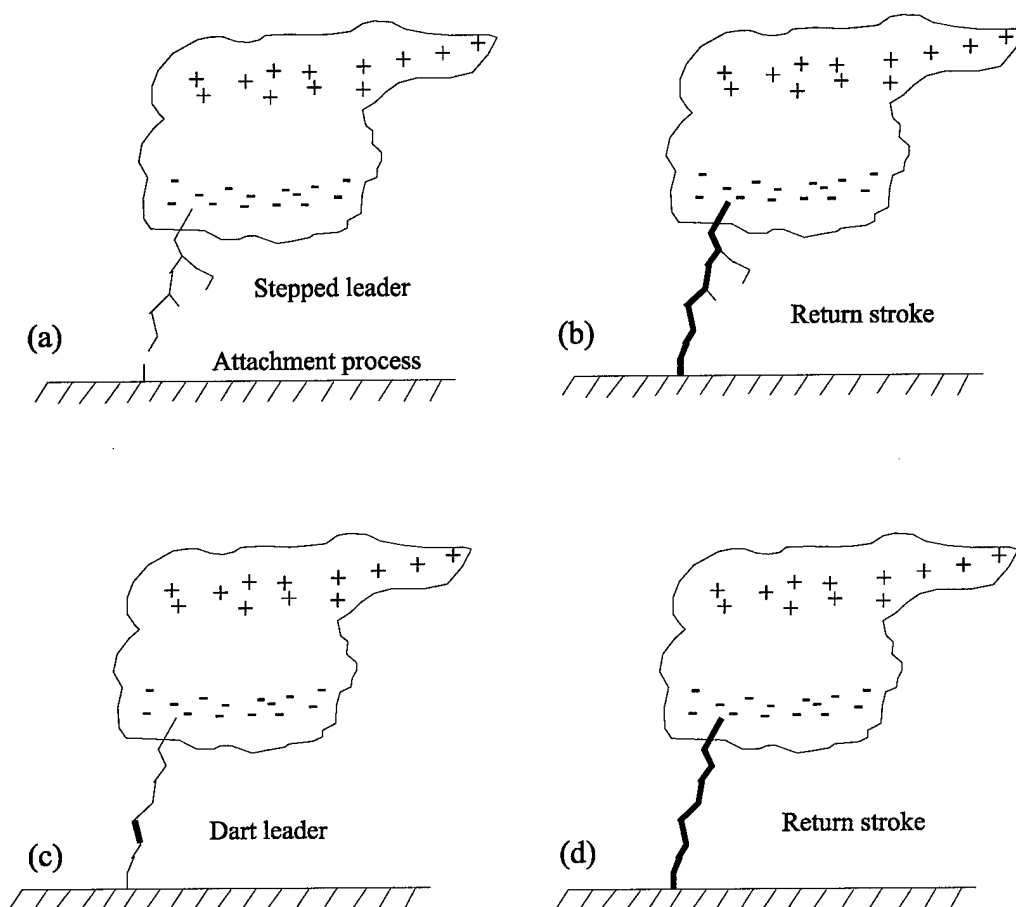 Stepped leader
(a)
Attachment process
Return stroke
(b)
Dart leader
(c)
Return stroke
(d)